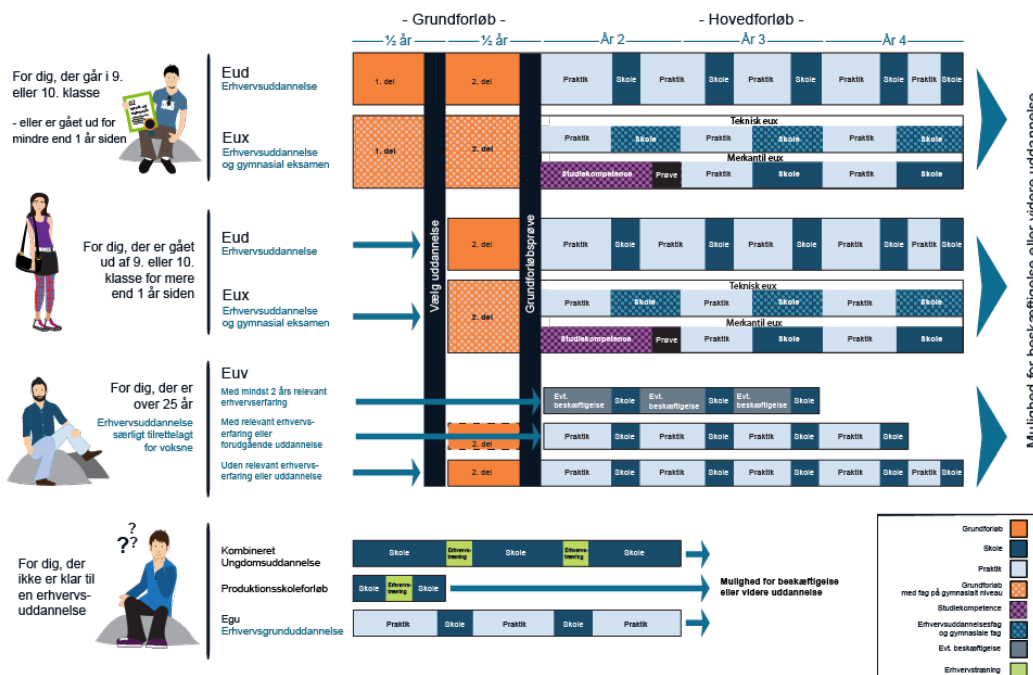 - Grundforløb -
- Hovedforløb -
½ år
½ år
År 2
År 3
År 4
For dig, der går i 9.
eller 10. klasse
- eller er gået ud for
mindre end 1 år siden
Eud
Erhvervsuddannelse
1. del
2. del
Praktik
Skole
Praktik
Skole
Praktik
Skole
Praktik
Skole
Praktik
Skole
Eux
Erhvervsuddannelse
og gymnasial eksamen
1. del
2. del
Teknisk eux
Praktik
Skole
Praktik
Skole
Praktik
Skole
Merkantil eux
Studiekompetence
Prøve
Praktik
Skole
Praktik
Skole
Vælg uddannelse
Grundforløbsprøve
Mulighed for beskæftigelse eller videre uddannelse
For dig, der er gået
ud af 9. eller 10.
klasse for mere
end 1 år siden
Eud
Erhvervsuddannelse
2. del
Praktik
Skole
Praktik
Skole
Praktik
Skole
Praktik
Skole
Praktik
Skole
Eux
Erhvervsuddannelse
og gymnasial eksamen
2. del
Teknisk eux
Praktik
Skole
Praktik
Skole
Praktik
Skole
Merkantil eux
Studiekompetence
Prøve
Praktik
Skole
Praktik
Skole
For dig, der er
over 25 år
Erhvervsuddannelse
særligt tilrettelagt
for voksne
Euv
Med mindst 2 års relevant
erhvervserfaring
Evt.
beskæftigelse
Skole
Evt.
beskæftigelse
Skole
Evt.
beskæftigelse
Skole
Med relevant erhvervs-
erfaring eller
forudgående uddannelse
2. del
Praktik
Skole
Praktik
Skole
Praktik
Skole
Praktik
Skole
Uden relevant erhvervs-
erfaring eller uddannelse
2. del
Praktik
Skole
Praktik
Skole
Praktik
Skole
Praktik
Skole
Praktik
Skole
? ? ?
For dig, der
ikke er klar til
en erhvervs-
uddannelse
Kombineret
Ungdomsuddannelse
Skole
Erhvervs-
træning
Skole
Erhvervs-
træning
Skole
Produktionsskoleforløb
Skole
Erhvervs-
træning
Skole
Mulighed for beskæftigelse
eller videre uddannelse
Egu
Erhvervsgrunduddannelse
Praktik
Skole
Praktik
Skole
Praktik
Grundforløb
Skole
Praktik
Grundforløb
med fag på gymnasialt niveau
Studiekompetence
Erhvervsuddannelsesfag
og gymnasiale fag
Evt. beskæftigelse
Erhvervstræning